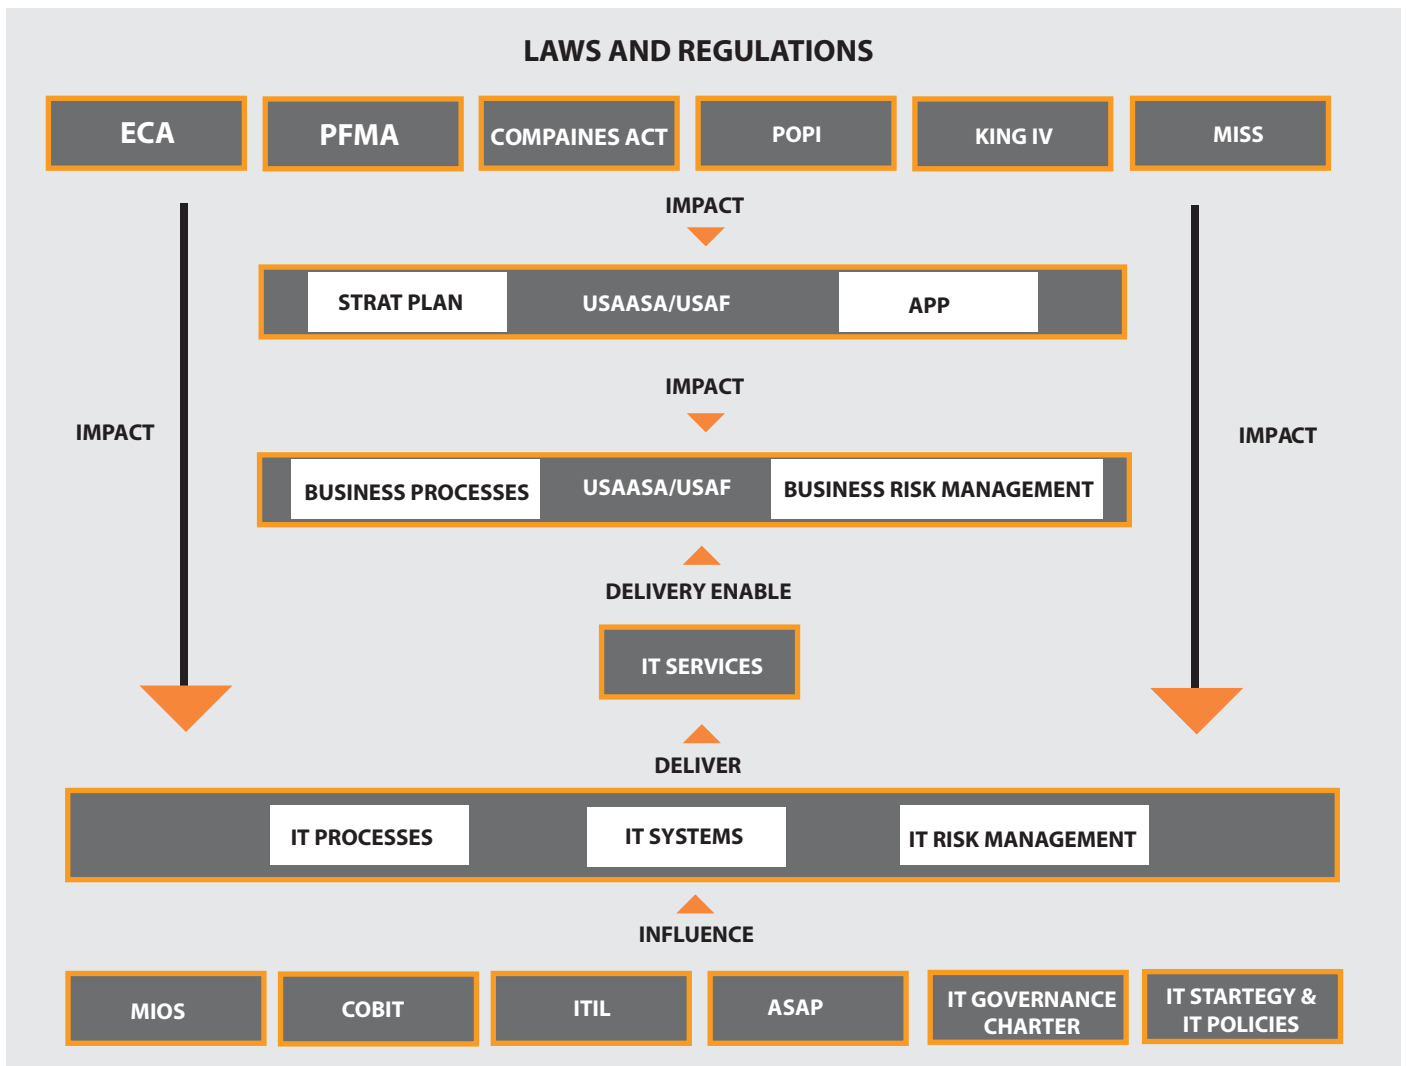 LAWS AND REGULATIONS
ECA
PFMA
COMPAINES ACT
POPI
KING IV
MISS
IMPACT
STRAT PLAN
USAASA/USAF
APP
IMPACT
IMPACT
IMPACT
BUSINESS PROCESSES
USAASA/USAF
BUSINESS RISK MANAGEMENT
DELIVERY ENABLE
IT SERVICES
DELIVER
IT PROCESSES
IT SYSTEMS
IT RISK MANAGEMENT
INFLUENCE
MIOS
COBIT
ITIL
ASAP
IT GOVERNANCE
CHARTER
IT STARTEGY &
IT POLICIES